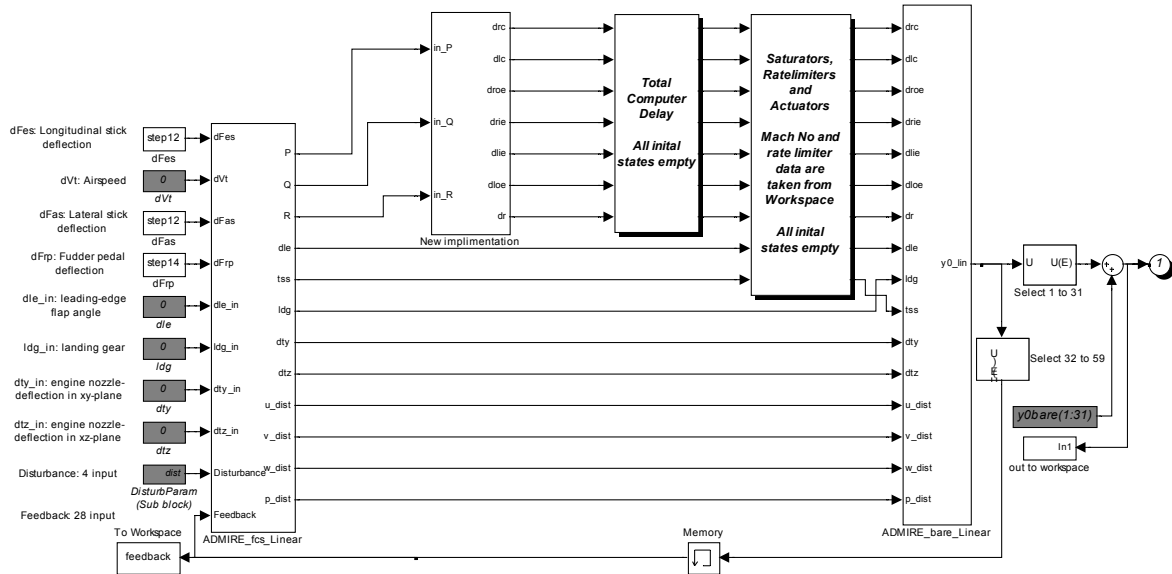 dFes: Longitudinal stick
deflection
step12
dFes
dVt: Airspeed
0
dVt
dFas: Lateral stick
deflection
step12
dFas
dFrp: Fudder pedal
deflection
step14
dFrp
dle_in: leading-edge
flap angle
0
dle
ldg_in: landing gear
0
ldg
dty_in: engine nozzle-
deflection in xy-plane
0
dty
dtz_in: engine nozzle-
deflection in xz-plane
0
dtz
Disturbance: 4 input
dist
DisturbParam
(Sub block)
Feedback: 28 input
To Workspace
feedback
dFes
dVt
dFas
dFrp
dle_in
ldg_in
dty_in
dtz_in
Disturbance
Feedback
P
Q
R
dle
tss
ldg
dty
dtz
u_dist
v_dist
w_dist
p_dist
ADMIRE_fcs_Linear
in_P
in_Q
in_R
drc
dlc
droe
drie
dlie
dloe
dr
New implimentation
Total
Computer
Delay
All inital
states empty
Saturators,
Ratelimiters
and
Actuators
Mach No and
rate limiter
data are
taken from
Workspace
All inital
states empty
drc
dlc
droe
drie
dlie
dloe
dr
dle
ldg
tss
dty
dtz
u_dist
v_dist
w_dist
p_dist
y0_lin
ADMIRE_bare_Linear
Memory
U
U(E)
Select 1 to 31
1
Select 32 to 59
y0bare(1:31)
In1
out to workspace